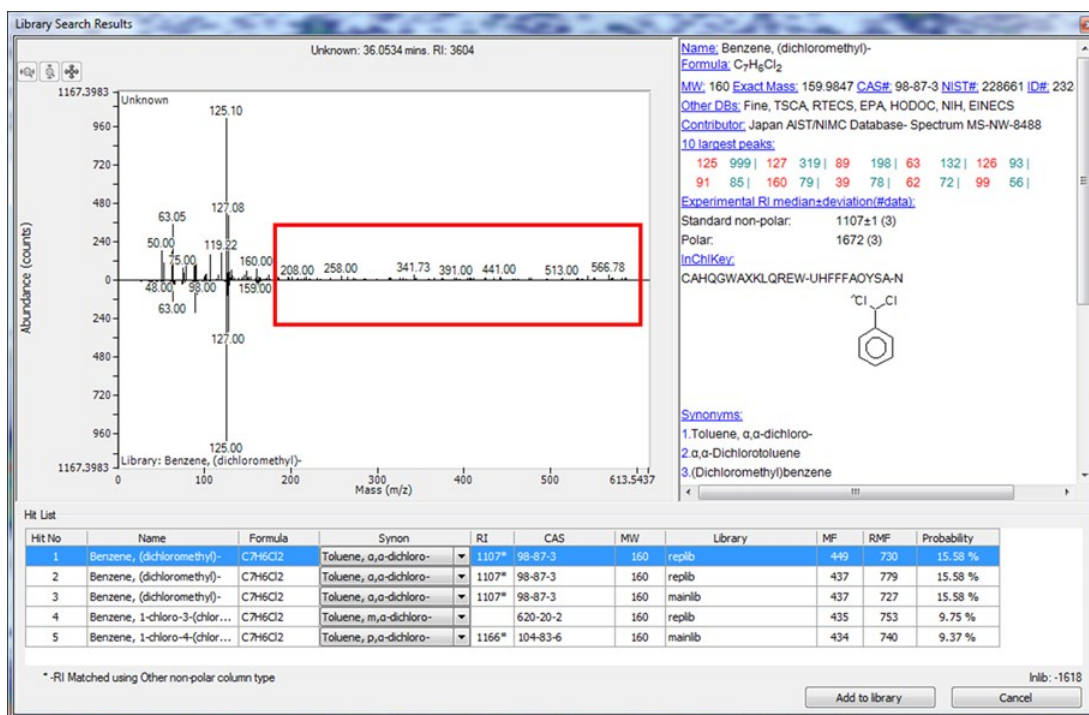 Library Search Results
Unknown: 36.0534 mins. RI: 3604
1167.3983
Unknown
125.10
960
720
480
127.08
63.05
240
50.00
75.00
119.22
160.00
208.00
258.00
341.73
391.00
441.00
513.00
566.78
0
48.00
98.00
159.00
63.00
240
127.00
480
720
960
125.00
1167.3983
Library: Benzene, (dichloromethyl)-
Abundance (counts)
0 100 200 300 400 500 613.5437
Mass (m/z)
Name: Benzene, (dichloromethyl)-
Formula: C7H6Cl2
MW: 160 Exact Mass: 159.9847 CAS#: 98-87-3 NIST#: 228661 ID#: 232
Other DBs: Fine, TSCA, RTECS, EPA, HODOC, NIH, EINECS
Contributor: Japan AIST/NIMC Database- Spectrum MS-NW-8488
10 largest peaks:
125 999 | 127 319 | 89 198 | 63 132 | 126 93 |
91 85 | 160 79 | 39 78 | 62 72 | 99 56 |
Experimental RI median±deviation(#data):
Standard non-polar: 1107±1 (3)
Polar: 1672 (3)
InChIKey:
CAHQGWAXKLQREW-UHFFFAOYSA-N
Cl Cl
Synonyms:
1.Toluene, α,α-dichloro-
2.α,α-Dichlorotoluene
3.(Dichloromethyl)benzene
Hit List
Hit No Name Formula Synon RI CAS MW Library MF RMF Probability
1 Benzene, (dichloromethyl)- C7H6Cl2 Toluene, α,α-dichloro- 1107* 98-87-3 160 replib 449 730 15.58 %
2 Benzene, (dichloromethyl)- C7H6Cl2 Toluene, α,α-dichloro- 1107* 98-87-3 160 replib 437 779 15.58 %
3 Benzene, (dichloromethyl)- C7H6Cl2 Toluene, α,α-dichloro- 1107* 98-87-3 160 mainlib 437 727 15.58 %
4 Benzene, 1-chloro-3-(chlor... C7H6Cl2 Toluene, m,α-dichloro- 620-20-2 160 replib 435 753 9.75 %
5 Benzene, 1-chloro-4-(chlor... C7H6Cl2 Toluene, p,α-dichloro- 1166* 104-83-6 160 mainlib 434 740 9.37 %
* -RI Matched using Other non-polar column type
Inlib: -1618
Add to library
Cancel